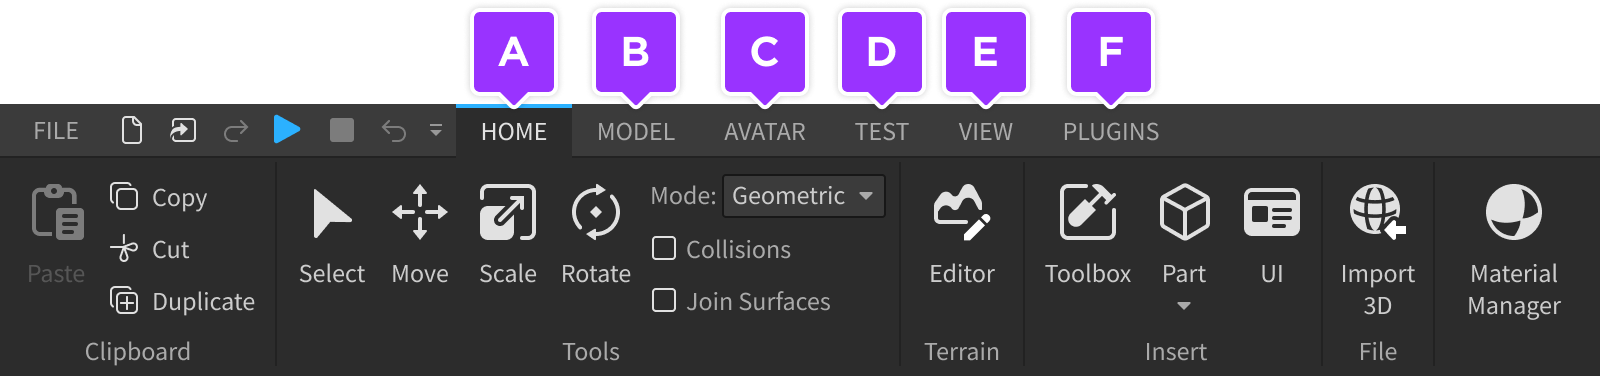 A B C D E F
FILE HOME MODEL AVATAR TEST VIEW PLUGINS
Paste
Copy
Cut
Duplicate
Clipboard
Select Move Scale Rotate
Mode: Geometric
Collisions
Join Surfaces
Tools
Editor
Terrain
Toolbox Part UI
Insert
Import
3D
File
Material
Manager